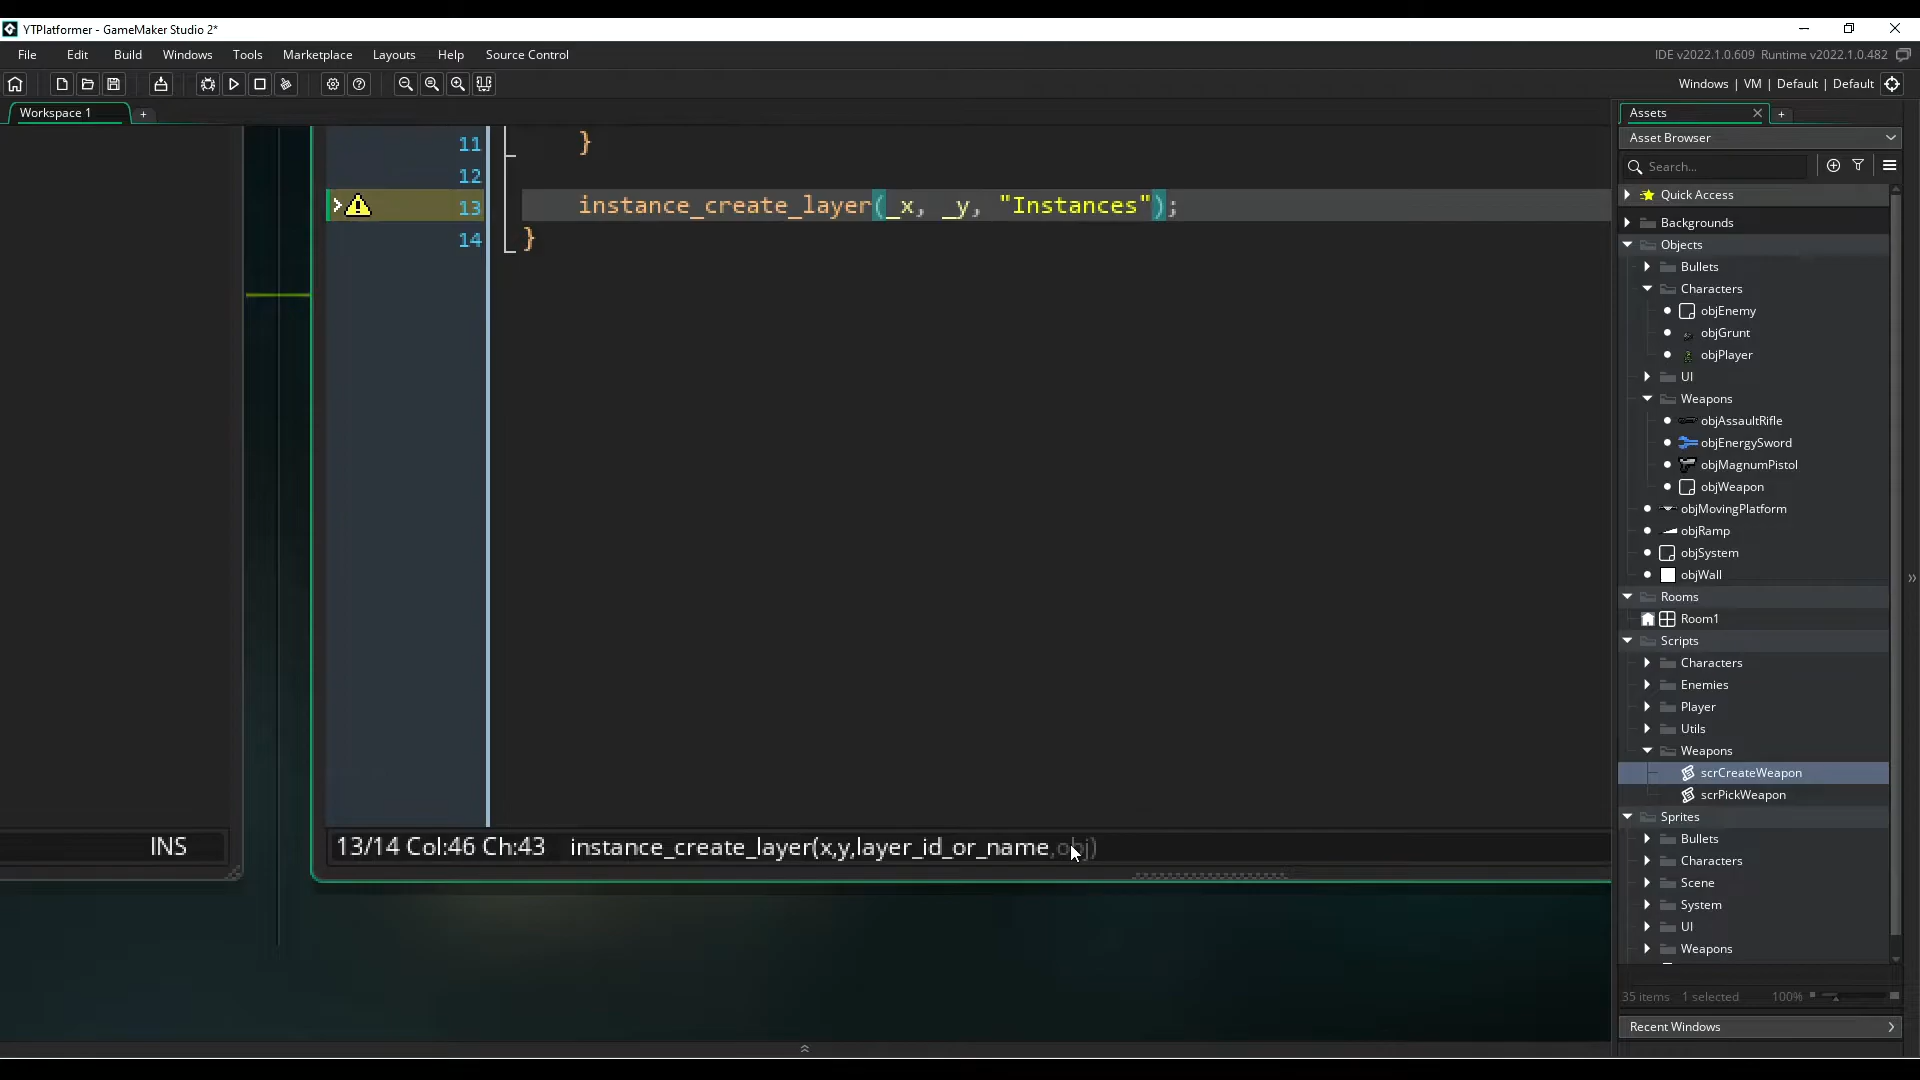 YTPlatformer - GameMaker Studio 2*
File Edit Build Windows Tools Marketplace Layouts Help Source Control
IDE v2022.1.0.609 Runtime v2022.1.0.482
Windows | VM | Default | Default
Workspace 1
+
11 }
12
13 instance_create_layer(_x, _y, "Instances");
14 }
INS
13/14 Col:46 Ch:43 instance_create_layer(x,y,layer_id_or_name,obj)
Assets
+
Asset Browser
Search...
Quick Access
Backgrounds
Objects
Bullets
Characters
objEnemy
objGrunt
objPlayer
UI
Weapons
objAssaultRifle
objEnergySword
objMagnumPistol
objWeapon
objMovingPlatform
objRamp
objSystem
objWall
Rooms
Room1
Scripts
Characters
Enemies
Player
Utils
Weapons
scrCreateWeapon
scrPickWeapon
Sprites
Bullets
Characters
Scene
System
UI
Weapons
35 items 1 selected 100%
Recent Windows